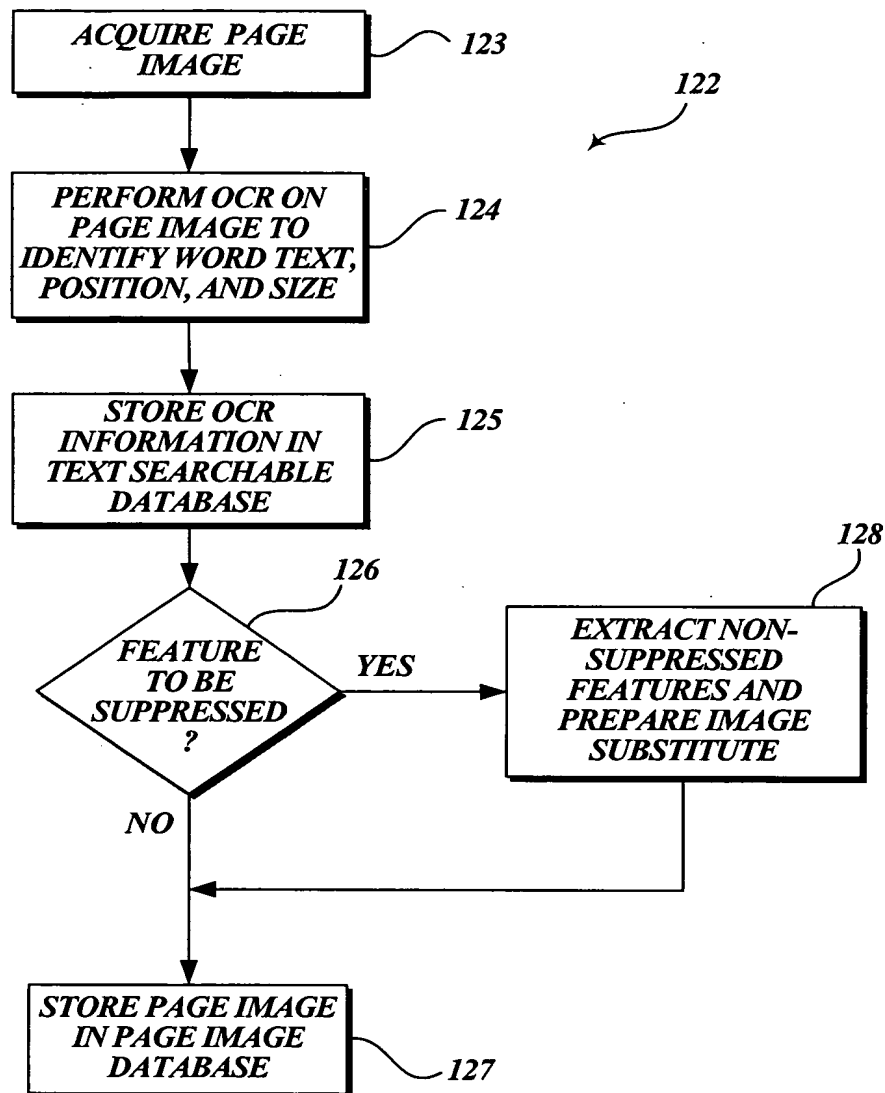 ACQUIRE PAGE
IMAGE
123
122
PERFORM OCR ON
PAGE IMAGE TO
IDENTIFY WORD TEXT,
POSITION, AND SIZE
124
STORE OCR
INFORMATION IN
TEXT SEARCHABLE
DATABASE
125
126
FEATURE
TO BE
SUPPRESSED
?
YES
NO
128
EXTRACT NON-
SUPPRESSED
FEATURES AND
PREPARE IMAGE
SUBSTITUTE
STORE PAGE IMAGE
IN PAGE IMAGE
DATABASE
127